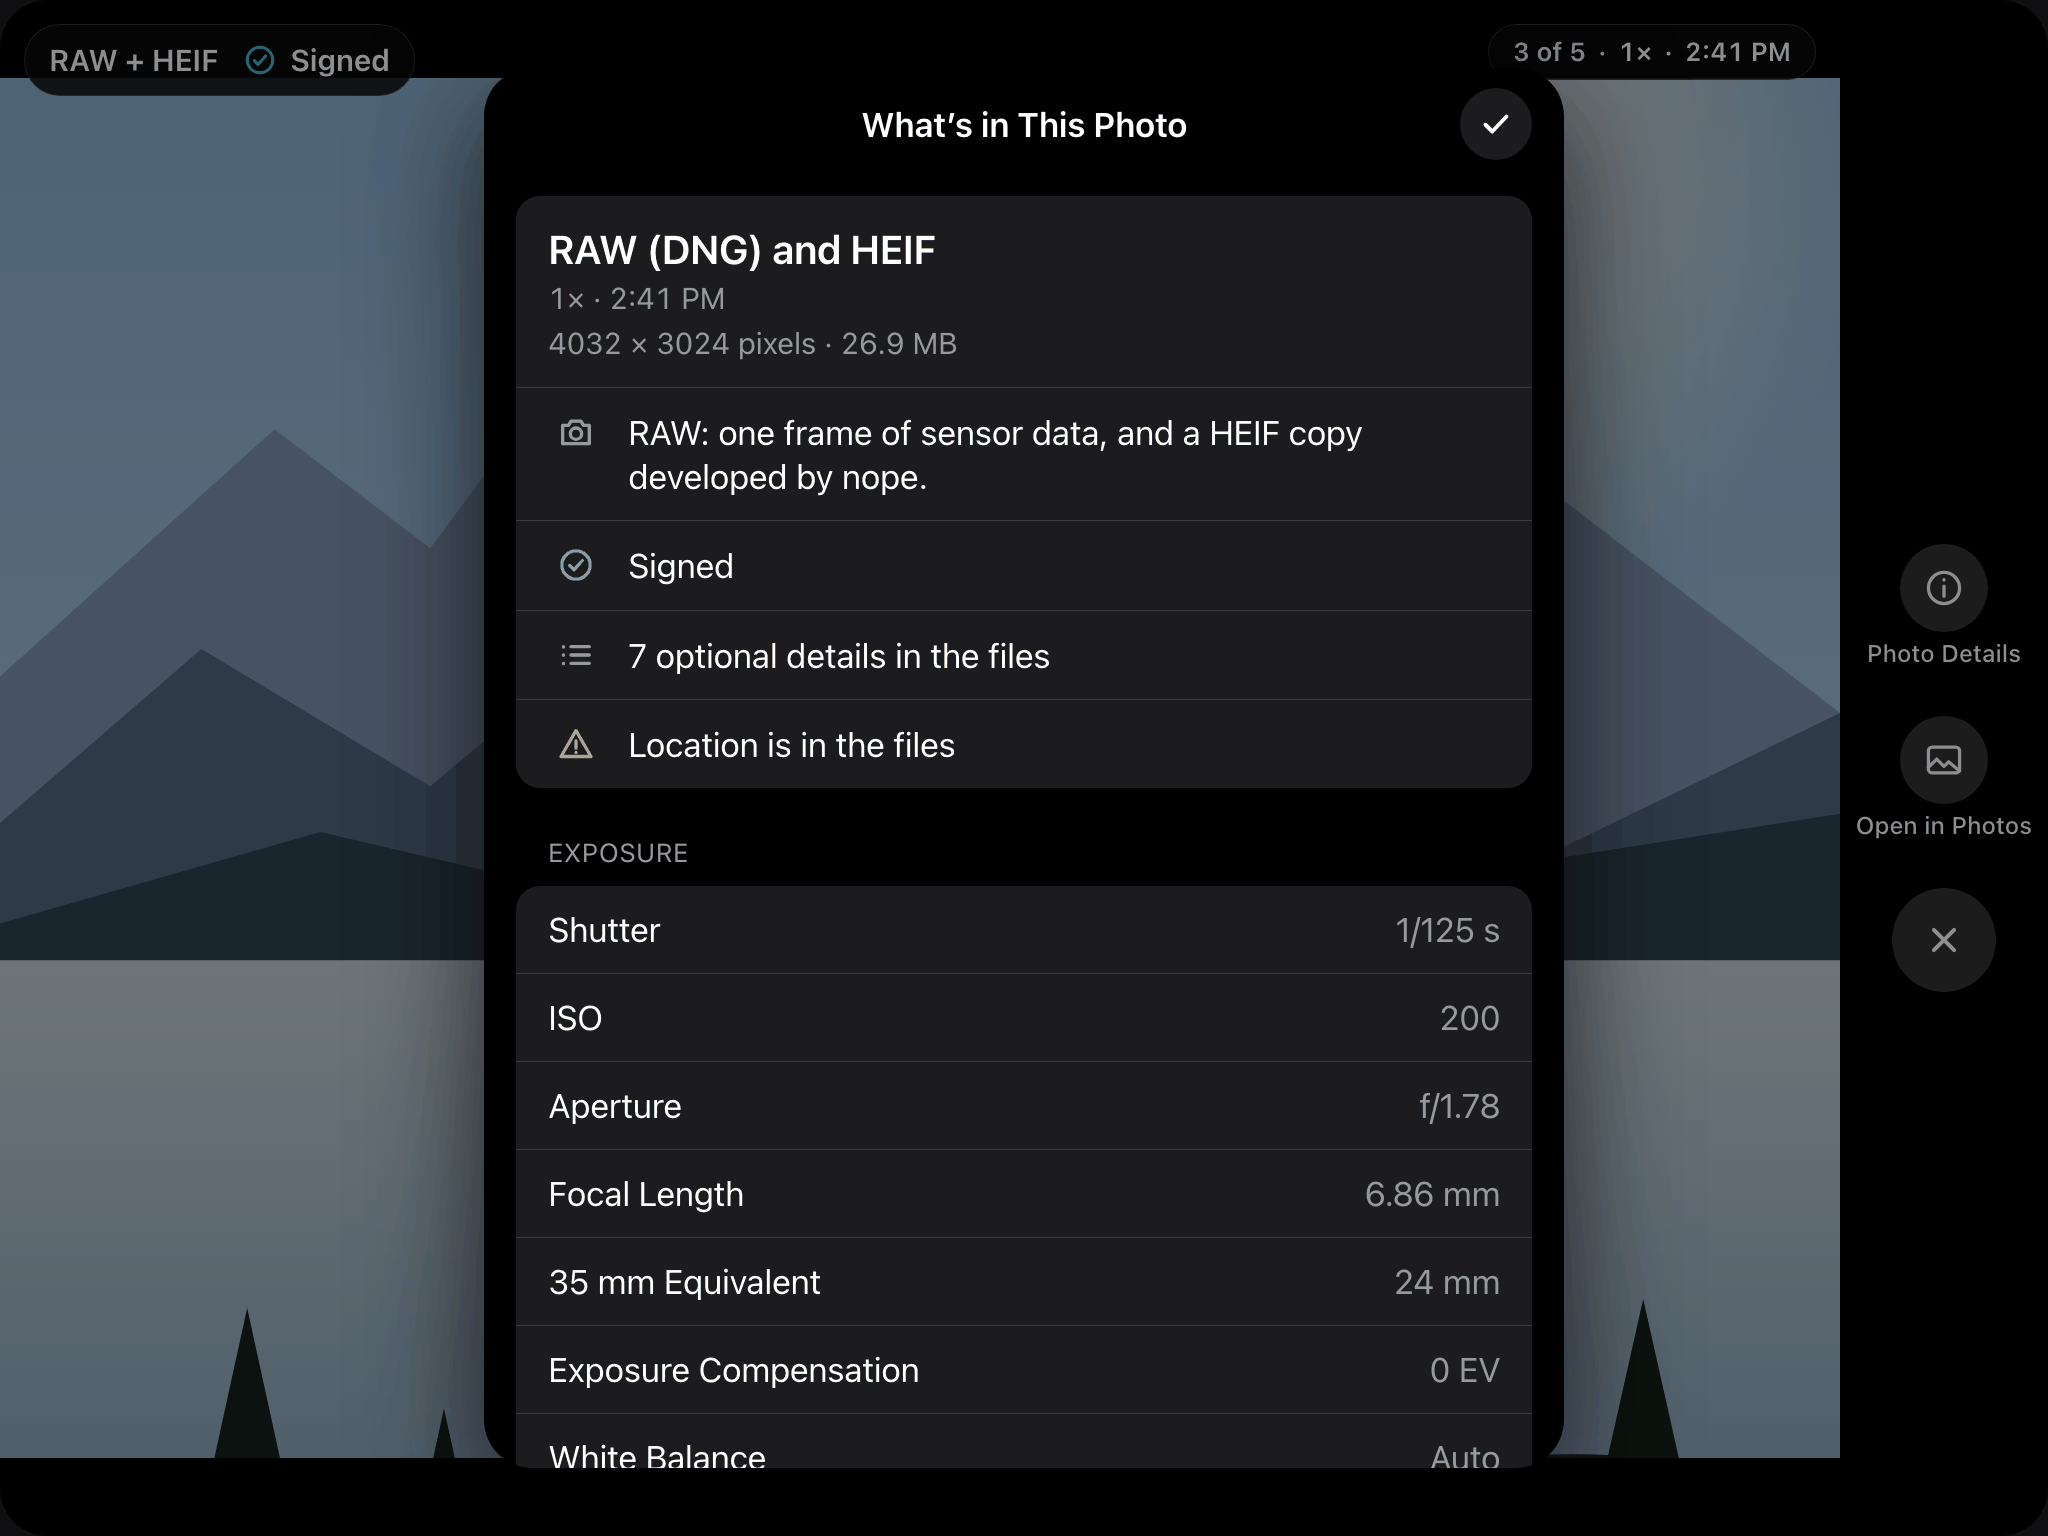 RAW + HEIF Signed
3 of 5 · 1× · 2:41 PM
What’s in This Photo
RAW (DNG) and HEIF
1× · 2:41 PM
4032 × 3024 pixels · 26.9 MB
RAW: one frame of sensor data, and a HEIF copy
developed by nope.
Signed
7 optional details in the files
Location is in the files
EXPOSURE
Shutter 1/125 s
ISO 200
Aperture f/1.78
Focal Length 6.86 mm
35 mm Equivalent 24 mm
Exposure Compensation 0 EV
White Balance Auto
Photo Details
Open in Photos